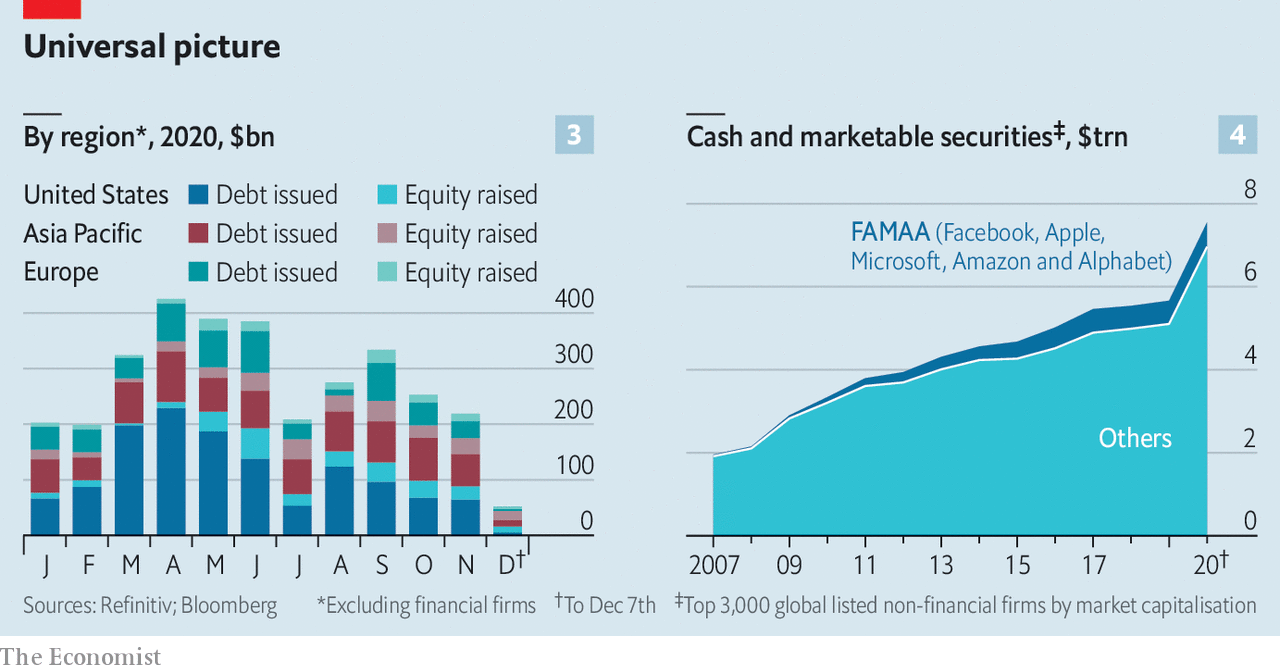 Universal picture
By region*, 2020, $bn
3
United States Debt issued Equity raised
Asia Pacific Debt issued Equity raised
Europe Debt issued Equity raised
400
300
200
100
0
J F M A M J J A S O N D†
Cash and marketable securities‡, $trn
4
8
FAMAA (Facebook, Apple,
Microsoft, Amazon and Alphabet)
6
4
Others
2
0
2007 09 11 13 15 17 20†
Sources: Refinitiv; Bloomberg *Excluding financial firms †To Dec 7th ‡Top 3,000 global listed non-financial firms by market capitalisation
The Economist